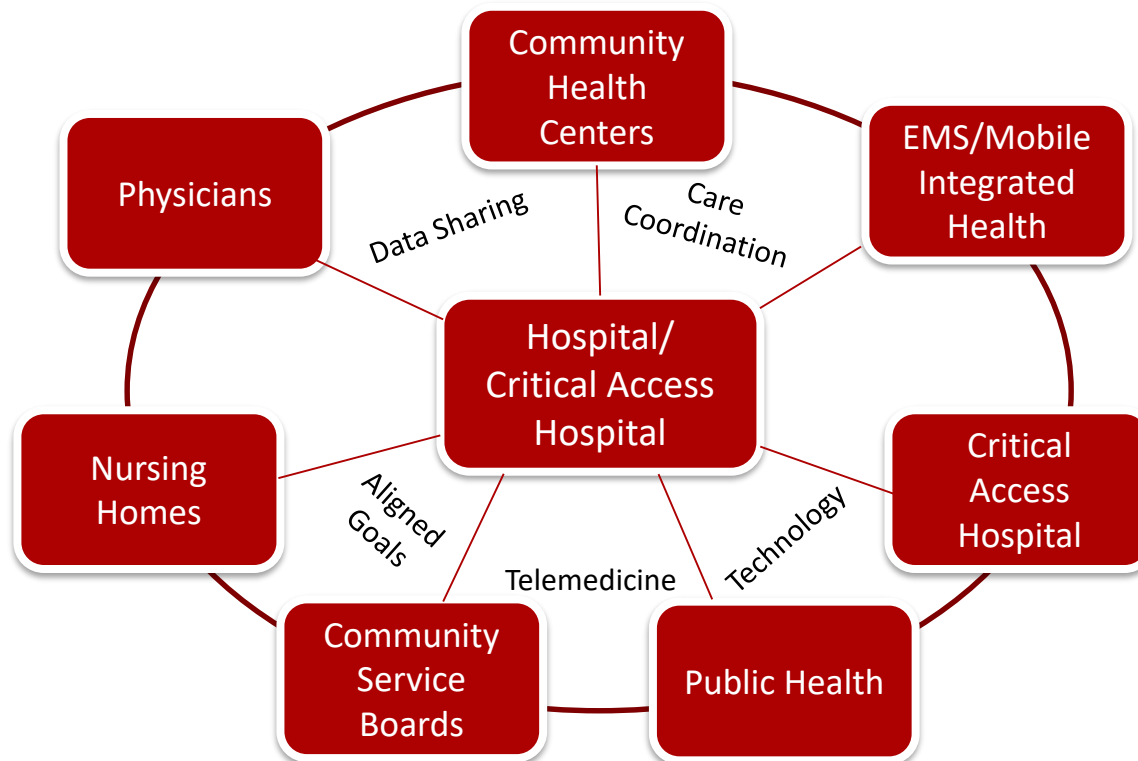 Community
Health
Centers
EMS/Mobile
Integrated
Health
Physicians
Data Sharing
Care
Coordination
Hospital/
Critical Access
Hospital
Nursing
Homes
Critical
Access
Hospital
Aligned
Goals
Telemedicine
Technology
Community
Service
Boards
Public Health